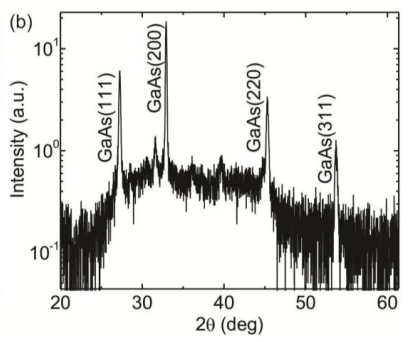 (b)
10¹
10⁰
10⁻¹
Intensity (a.u.)
GaAs(111)
GaAs(200)
GaAs(220)
GaAs(311)
20 30 40 50 60
2θ (deg)